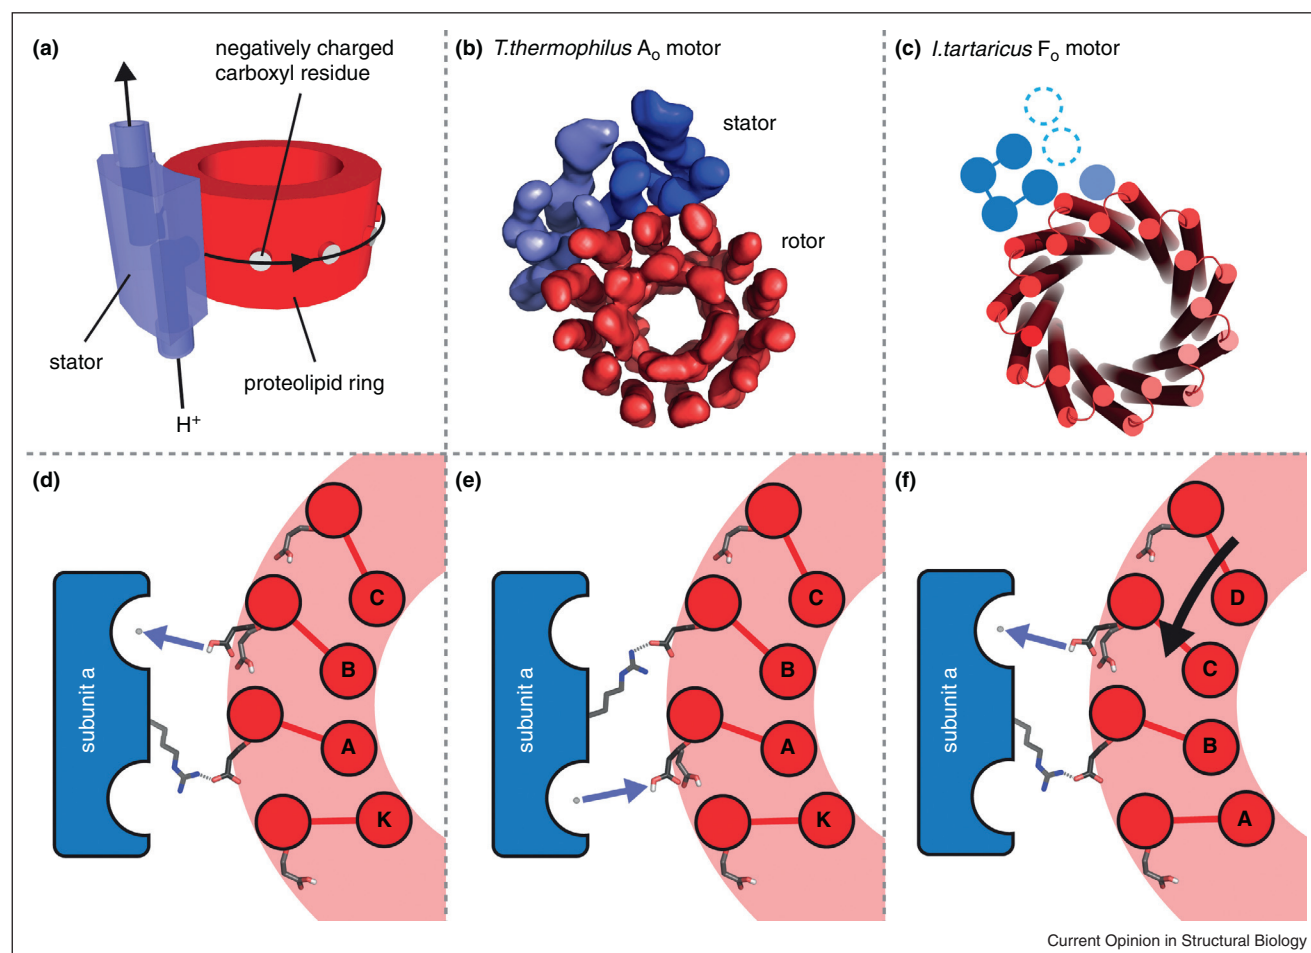 (a)
negatively charged
carboxyl residue
stator
proteolipid ring
H+
(b) T.thermophilus Ao motor
stator
rotor
(c) I.tartaricus Fo motor
(d)
subunit a
C
B
A
K
(e)
subunit a
C
B
A
K
(f)
subunit a
D
C
B
A
Current Opinion in Structural Biology